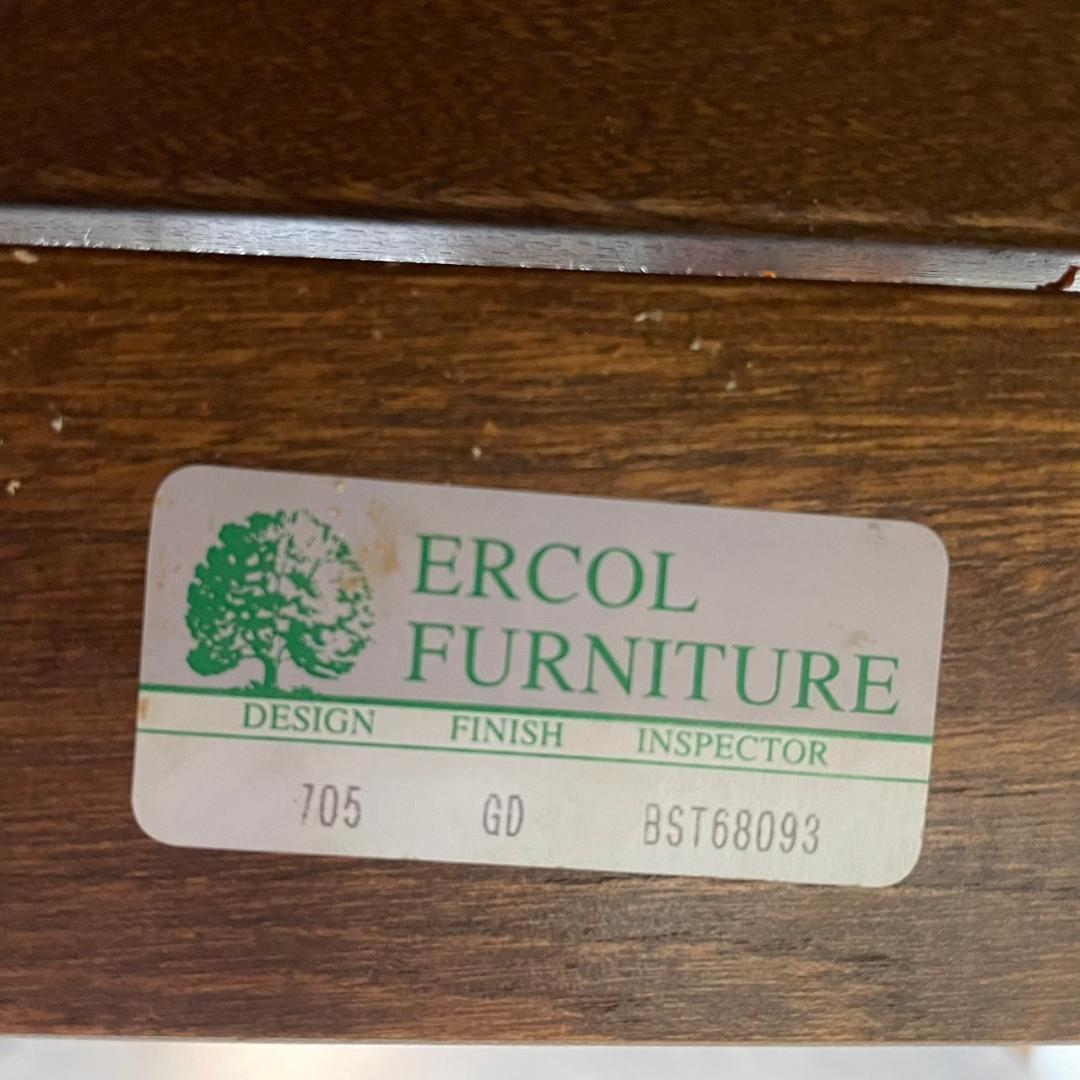 ERCOL
FURNITURE
DESIGN FINISH INSPECTOR
705 GD BST68093